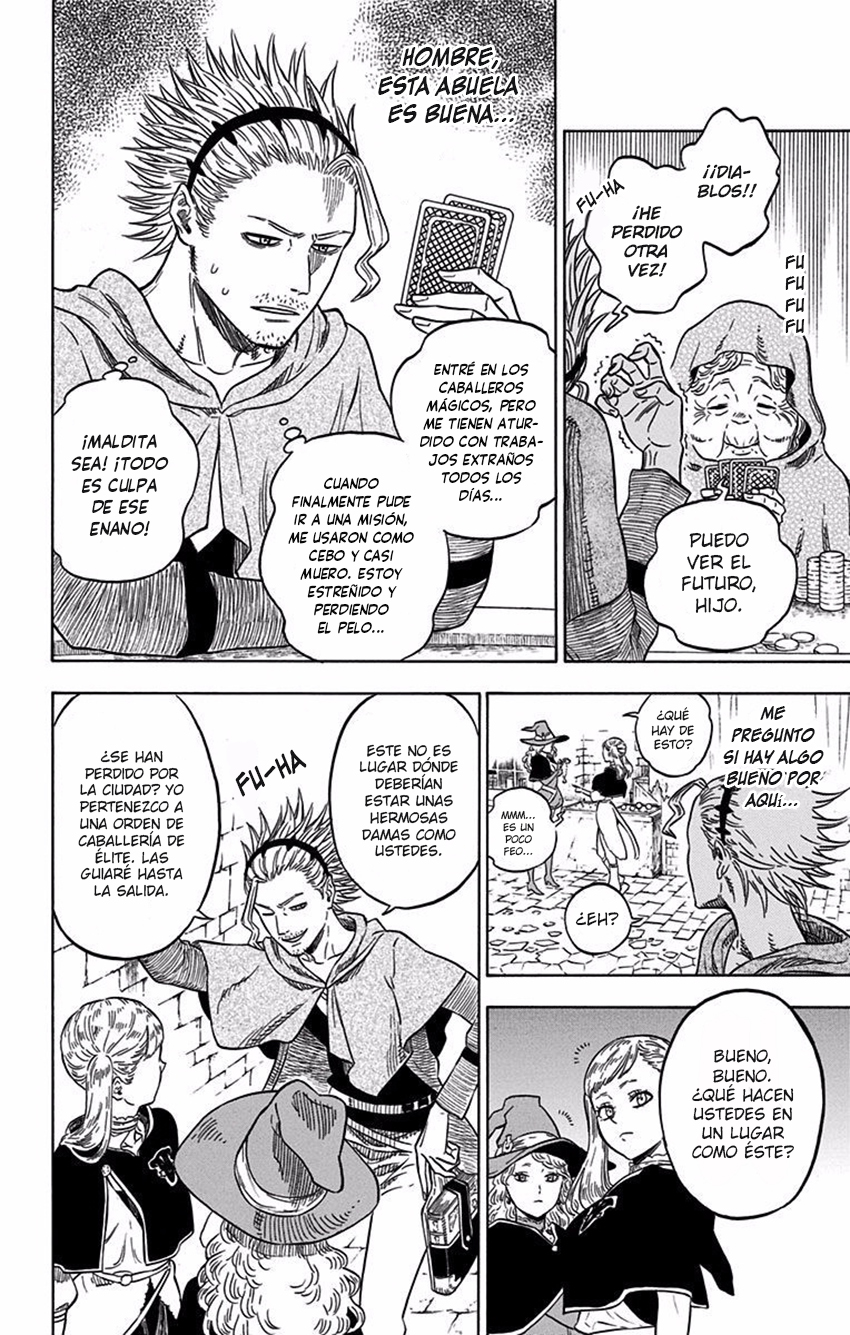 ¡¡DIA-
BLOS!!
¡HE
PERDIDO
OTRA
VEZ!
FU-HA
FU
FU
FU
FU
PUEDO
VER EL
FUTURO,
HIJO.
HOMBRE,
ESTA ABUELA
ES BUENA...
ENTRÉ EN LOS
CABALLEROS
MÁGICOS, PERO
ME TIENEN ATUR-
DIDO CON TRABA-
JOS EXTRAÑOS
TODOS LOS
DÍAS...
CUANDO
FINALMENTE PUDE
IR A UNA MISIÓN,
ME USARON COMO
CEBO Y CASI
MUERO. ESTOY
ESTREÑIDO Y
PERDIENDO
EL PELO...
¡MALDITA
SEA! ¡TODO
ES CULPA
DE ESE
ENANO!
ME
PREGUNTO
SI HAY ALGO
BUENO POR
AQUí...
¿QUÉ
HAY DE
ESTO?
MMM...
ES UN
POCO
FEO...
¿EH?
BUENO,
BUENO.
¿QUÉ HACEN
USTEDES EN
UN LUGAR
COMO ÉSTE?
ESTE NO ES
LUGAR DÓNDE
DEBERÍAN
ESTAR UNAS
HERMOSAS
DAMAS COMO
USTEDES.
FU-HA
¿SE HAN
PERDIDO POR
LA CIUDAD? YO
PERTENEZCO A
UNA ORDEN DE
CABALLERÍA DE
ÉLITE. LAS
GUIARÉ HASTA
LA SALIDA.